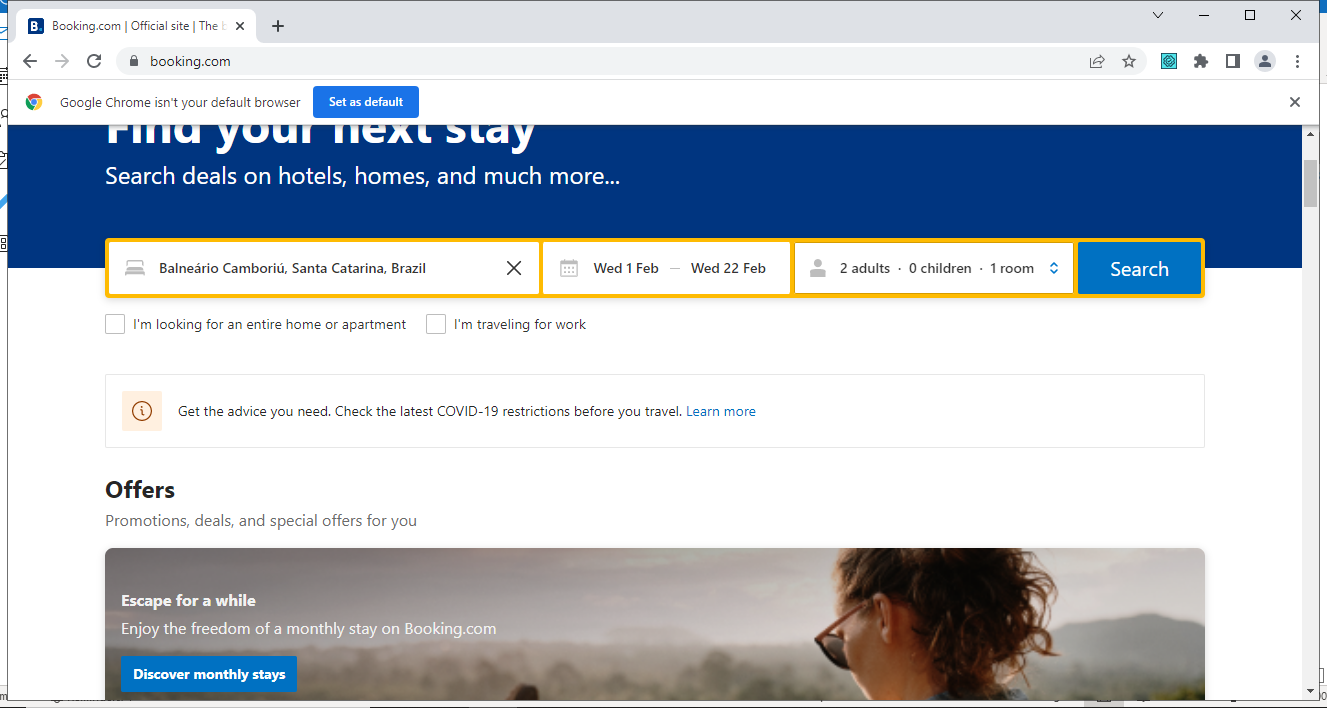 B. Booking.com | Official site | The b
booking.com
Google Chrome isn't your default browser Set as default
Find your next stay
Search deals on hotels, homes, and much more...
Balneário Camboriú, Santa Catarina, Brazil Wed 1 Feb — Wed 22 Feb 2 adults · 0 children · 1 room Search
I'm looking for an entire home or apartment I'm traveling for work
Get the advice you need. Check the latest COVID-19 restrictions before you travel. Learn more
Offers
Promotions, deals, and special offers for you
Escape for a while
Enjoy the freedom of a monthly stay on Booking.com
Discover monthly stays